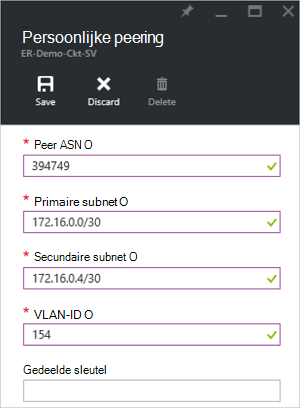 Persoonlijke peering
ER-Demo-Ckt-SV
Save Discard Delete
* Peer ASN O
394749
* Primaire subnet O
172.16.0.0/30
* Secundaire subnet O
172.16.0.4/30
* VLAN-ID O
154
Gedeelde sleutel